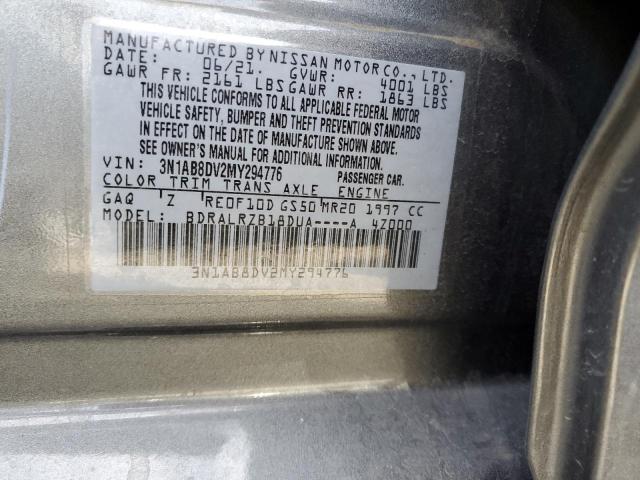 MANUFACTURED BY NISSAN MOTOR CO., LTD.
DATE: 06/21. GVWR: 4001 LBS
GAWR FR: 2161 LBS GAWR RR: 1863 LBS
THIS VEHICLE CONFORMS TO ALL APPLICABLE FEDERAL MOTOR
VEHICLE SAFETY, BUMPER AND THEFT PREVENTION STANDARDS
IN EFFECT ON THE DATE OF MANUFACTURE SHOWN ABOVE.
SEE OWNER'S MANUAL FOR ADDITIONAL INFORMATION.
VIN: 3N1AB8DV2MY294776 PASSENGER CAR.
COLOR TRIM TRANS AXLE ENGINE
GAQ Z RE0F10D GS50 MR20 1997 CC
MODEL: BDRALRZB18DUA----A 4Z000
3N1AB8DV2MY294776